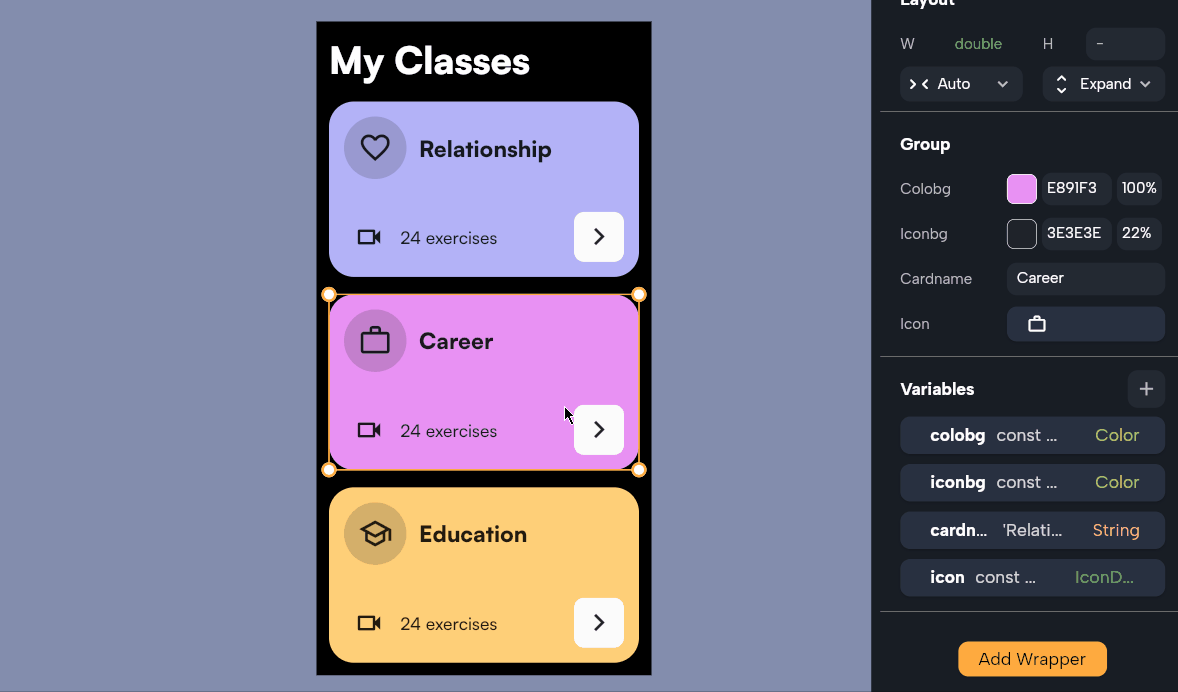 My Classes
Relationship
24 exercises
Career
24 exercises
Education
24 exercises
Layout
W double H -
Auto Expand
Group
Colobg E891F3 100%
Iconbg 3E3E3E 22%
Cardname Career
Icon
Variables +
colobg const ... Color
iconbg const ... Color
cardn... 'Relati... String
icon const ... IconD...
Add Wrapper